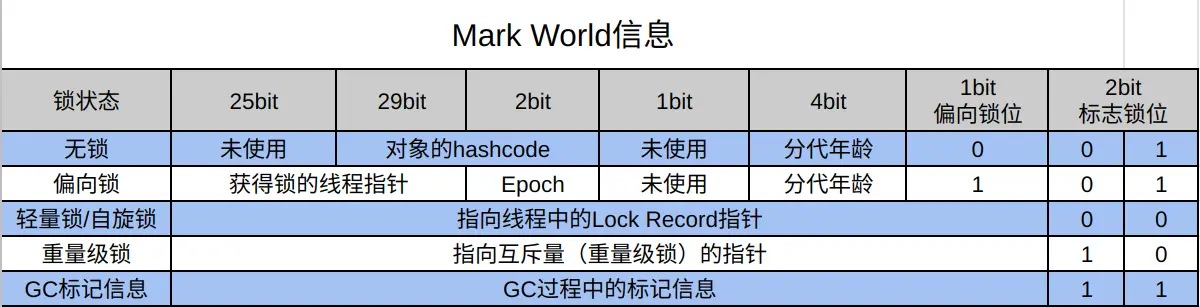 Mark World信息
锁状态 25bit 29bit 2bit 1bit 4bit 1bit 偏向锁位 2bit 标志锁位
无锁 未使用 对象的hashcode 未使用 分代年龄 0 0 1
偏向锁 获得锁的线程指针 Epoch 未使用 分代年龄 1 0 1
轻量锁/自旋锁 指向线程中的Lock Record指针 0 0
重量级锁 指向互斥量（重量级锁）的指针 1 0
GC标记信息 GC过程中的标记信息 1 1